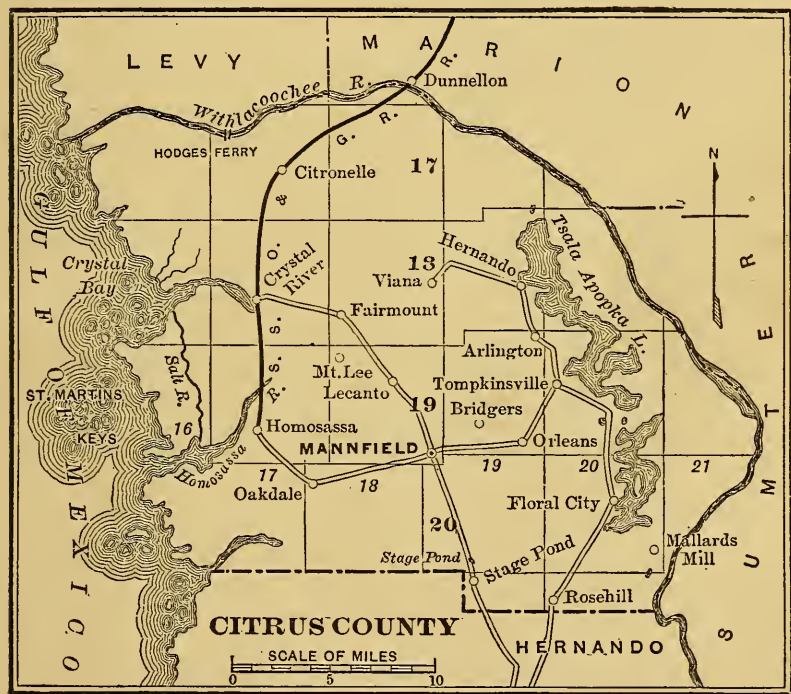 LEVY
MARION
Withlacoochee R.
Dunnellon
HODGES FERRY
S. S. O. & G. R. R.
Citronelle
17
N
GULF OF MEXICO
Crystal Bay
Crystal River
13
Hernando
Viana
Tsala Apopka L.
SUMTER
Fairmount
Arlington
Salt R.
Mt. Lee
Lecanto
Tompkinsville
ST. MARTINS
KEYS
16
19
Bridgers
Homosassa
MANNFIELD
Orleans
Homosassa
R.
17
18
19
20
21
Oakdale
20
Floral City
Stage Pond
Stage Pond
Mallards
Mill
Rosehill
CITRUS COUNTY
HERNANDO
SCALE OF MILES
0 5 10